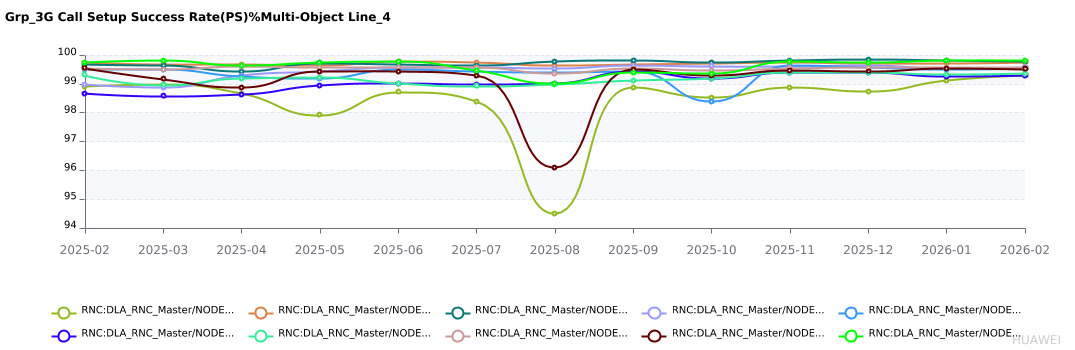 Grp_3G Call Setup Success Rate(PS)%Multi-Object Line_4
100
99
98
97
96
95
94
2025-02 2025-03 2025-04 2025-05 2025-06 2025-07 2025-08 2025-09 2025-10 2025-11 2025-12 2026-01 2026-02
RNC:DLA_RNC_Master/NODE... RNC:DLA_RNC_Master/NODE... RNC:DLA_RNC_Master/NODE... RNC:DLA_RNC_Master/NODE... RNC:DLA_RNC_Master/NODE...
RNC:DLA_RNC_Master/NODE... RNC:DLA_RNC_Master/NODE... RNC:DLA_RNC_Master/NODE... RNC:DLA_RNC_Master/NODE... RNC:DLA_RNC_Master/NODE...
HUAWEI